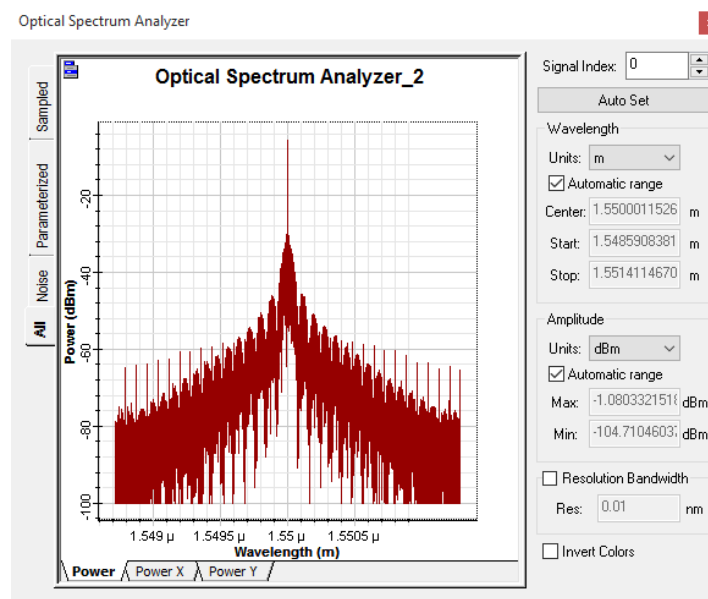 Optical Spectrum Analyzer
Optical Spectrum Analyzer_2
Sampled
Parameterized
Noise
All
Power (dBm)
-20
-40
-60
-80
-100
1.549 µ 1.5495 µ 1.55 µ 1.5505 µ
Wavelength (m)
Power Power X Power Y
Signal Index: 0
Auto Set
Wavelength
Units: m
Automatic range
Center: 1.5500011526 m
Start: 1.5485908381 m
Stop: 1.5514114670 m
Amplitude
Units: dBm
Automatic range
Max: -1.0803321518 dBm
Min: -104.7104603 dBm
Resolution Bandwidth
Res: 0.01 nm
Invert Colors